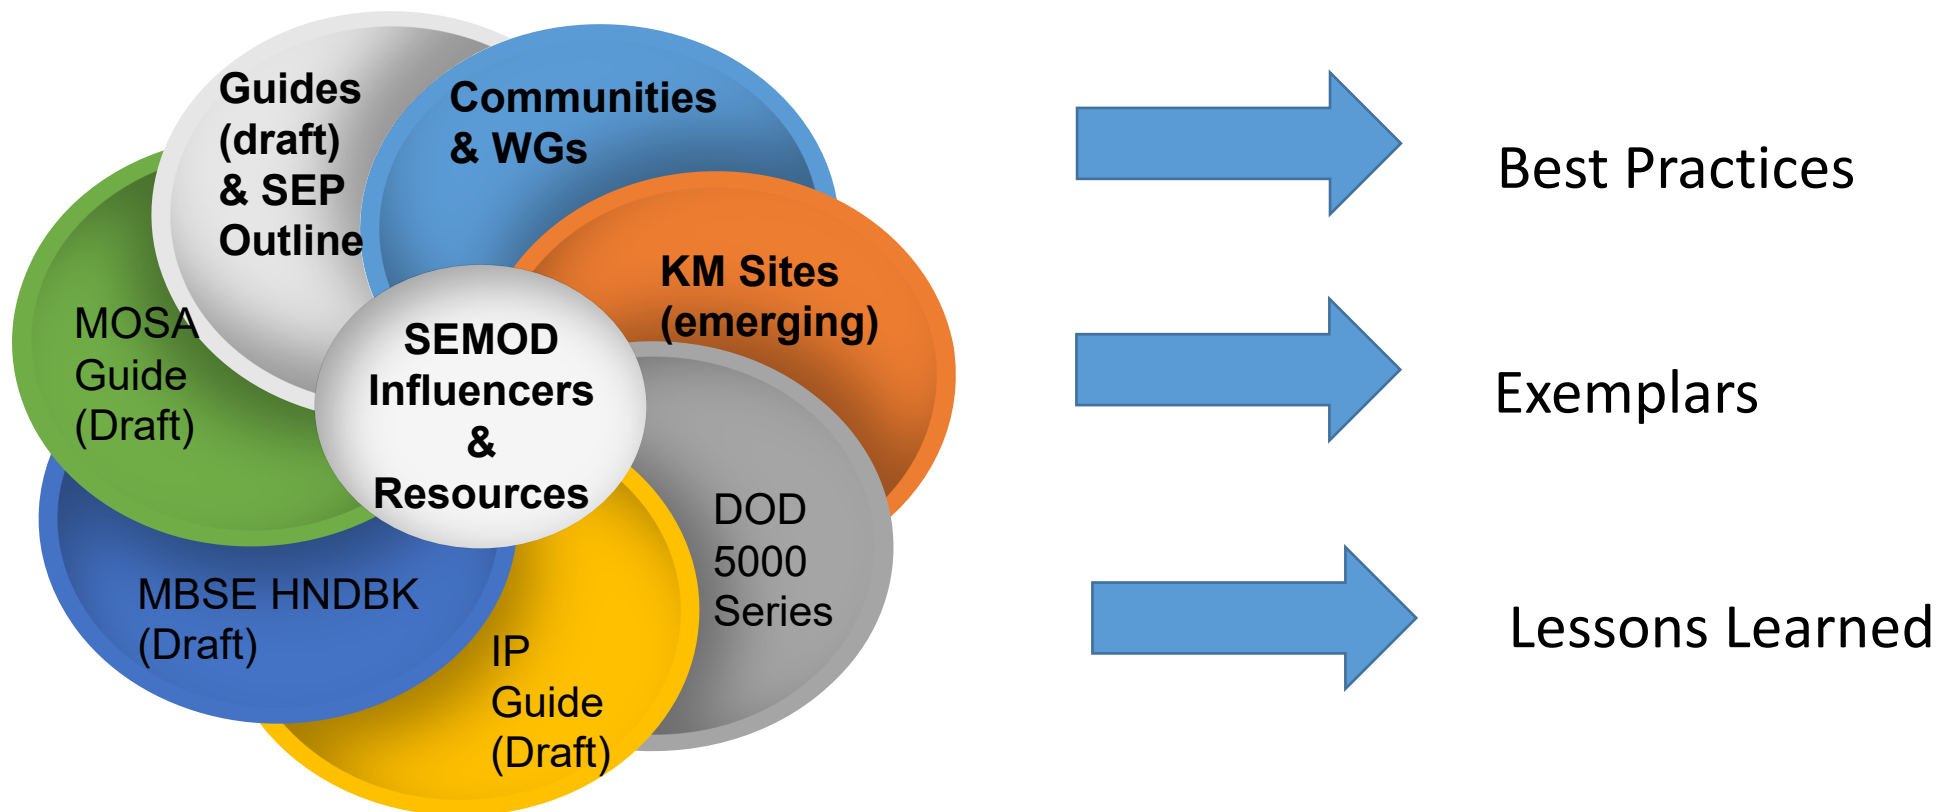 Guides
(draft)
& SEP
Outline
Communities
& WGs
KM Sites
(emerging)
MOSA
Guide
(Draft)
SEMOD
Influencers
&
Resources
DOD
5000
Series
MBSE HNDBK
(Draft)
IP
Guide
(Draft)
Best Practices
Exemplars
Lessons Learned